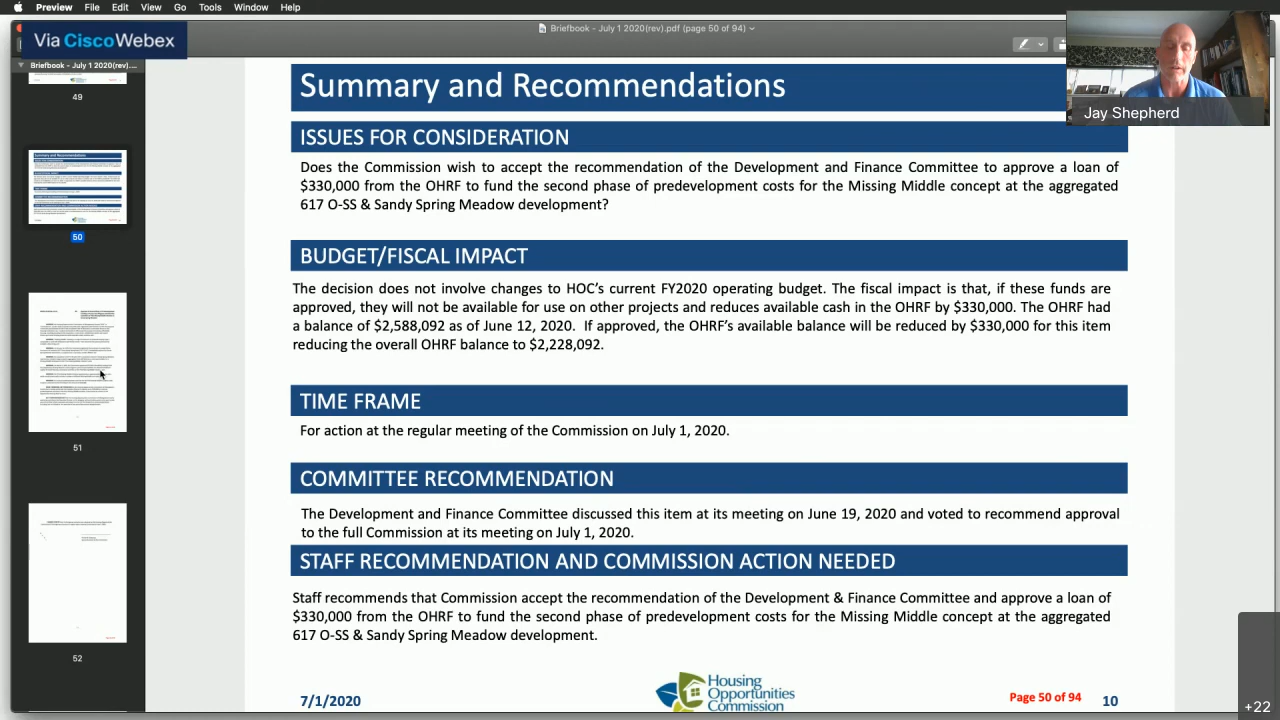 Preview File Edit View Go Tools Window Help
Via CiscoWebex
Briefbook - July 1 2020(rev).pdf (page 50 of 94)
Briefbook - July 1 2020(rev)....
49
50
51
52
Jay Shepherd
Summary and Recommendations
ISSUES FOR CONSIDERATION
Commission wish to accept the recommendation of the Development and Finance Committee to approve a loan of
$330,000 from the OHRF to fund the second phase of predevelopment costs for the Missing Middle concept at the aggregated
617 O-SS & Sandy Spring Meadow development?
BUDGET/FISCAL IMPACT
The decision does not involve changes to HOC's current FY2020 operating budget. The fiscal impact is that, if these funds are
approved, they will not be available for use on other projects and reduces available cash in the OHRF by $330,000. The OHRF had
a balance of $2,588,092 as of June 12, 2020. If approved, the OHRF's available balance will be reduced by $330,000 for this item
reducing the overall OHRF balance to $2,228,092.
TIME FRAME
For action at the regular meeting of the Commission on July 1, 2020.
COMMITTEE RECOMMENDATION
The Development and Finance Committee discussed this item at its meeting on June 19, 2020 and voted to recommend approval
to the full Commission at its meeting on July 1, 2020.
STAFF RECOMMENDATION AND COMMISSION ACTION NEEDED
Staff recommends that Commission accept the recommendation of the Development & Finance Committee and approve a loan of
$330,000 from the OHRF to fund the second phase of predevelopment costs for the Missing Middle concept at the aggregated
617 O-SS & Sandy Spring Meadow development.
7/1/2020
Housing
Opportunities
Commission
Page 50 of 94
10
+22